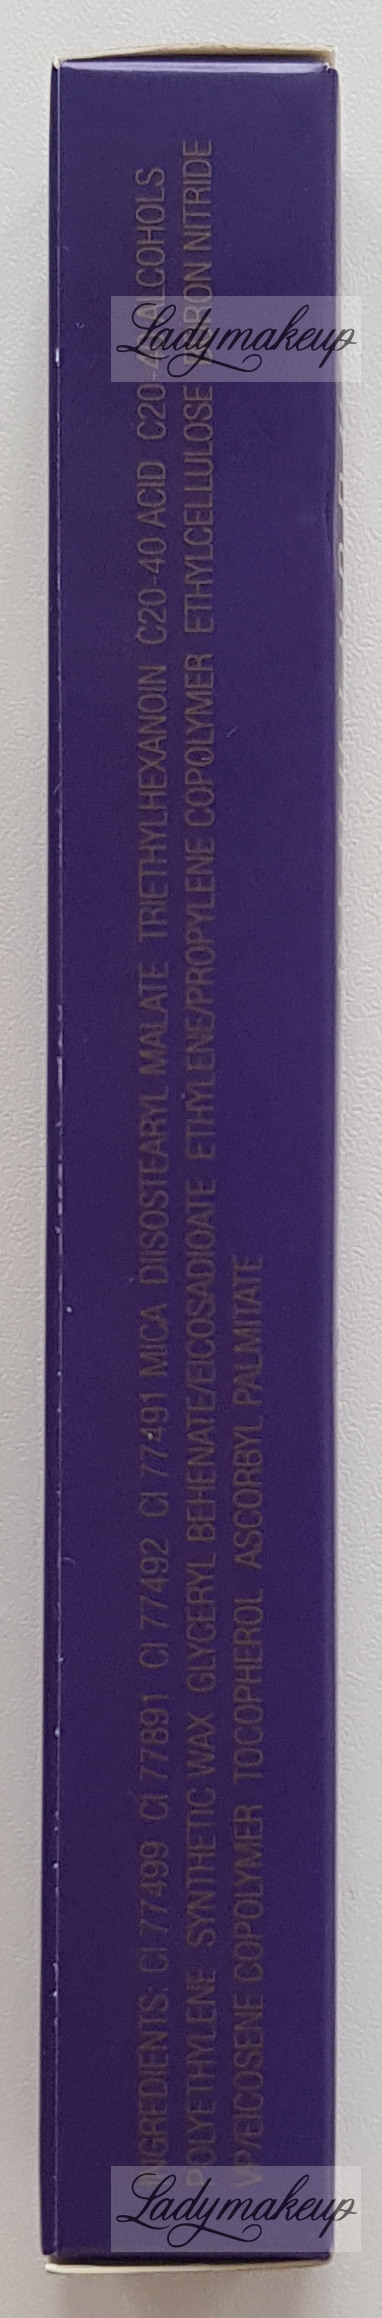 INGREDIENTS: CI 77499 CI 77891 CI 77492 CI 77491 MICA DIISOSTEARYL MALATE TRIETHYLHEXANOIN C20-40 ACID C20-40 ALCOHOLS
POLYETHYLENE SYNTHETIC WAX GLYCERYL BEHENATE/EICOSADIOATE ETHYLENE/PROPYLENE COPOLYMER ETHYLCELLULOSE BORON NITRIDE
VP/EICOSENE COPOLYMER TOCOPHEROL ASCORBYL PALMITATE
Ladymakeup
Ladymakeup